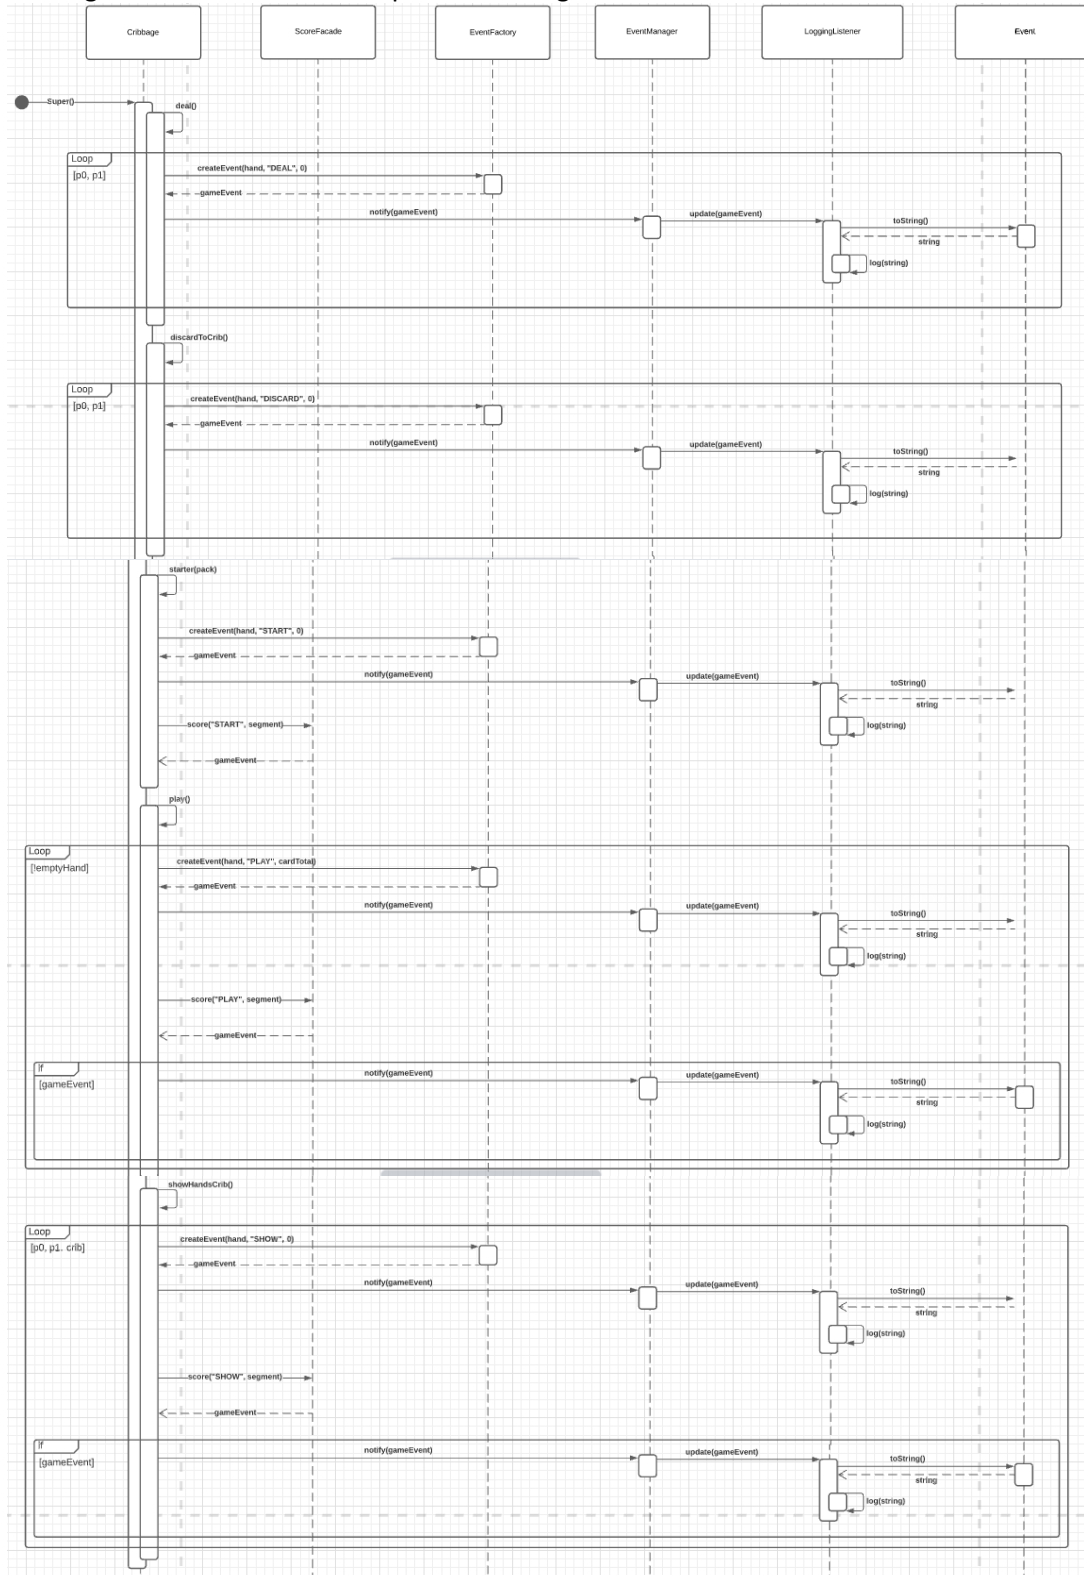 Cribbage
ScoreFacade
EventFactory
EventManager
LoggingListener
Event
Super()
deal()
Loop
[p0, p1]
createEvent(hand, "DEAL", 0)
gameEvent
notify(gameEvent)
update(gameEvent)
toString()
string
log(string)
discardToCrib()
Loop
[p0, p1]
createEvent(hand, "DISCARD", 0)
gameEvent
notify(gameEvent)
update(gameEvent)
toString()
string
log(string)
starter(pack)
createEvent(hand, "START", 0)
gameEvent
notify(gameEvent)
update(gameEvent)
toString()
string
log(string)
score("START", segment)
gameEvent
play()
Loop
[!emptyHand]
createEvent(hand, "PLAY", cardTotal)
gameEvent
notify(gameEvent)
update(gameEvent)
toString()
string
log(string)
score("PLAY", segment)
gameEvent
If
[gameEvent]
notify(gameEvent)
update(gameEvent)
toString()
string
log(string)
showHandsCrib()
Loop
[p0, p1. crib]
createEvent(hand, "SHOW", 0)
gameEvent
notify(gameEvent)
update(gameEvent)
toString()
string
log(string)
score("SHOW", segment)
gameEvent
If
[gameEvent]
notify(gameEvent)
update(gameEvent)
toString()
string
log(string)